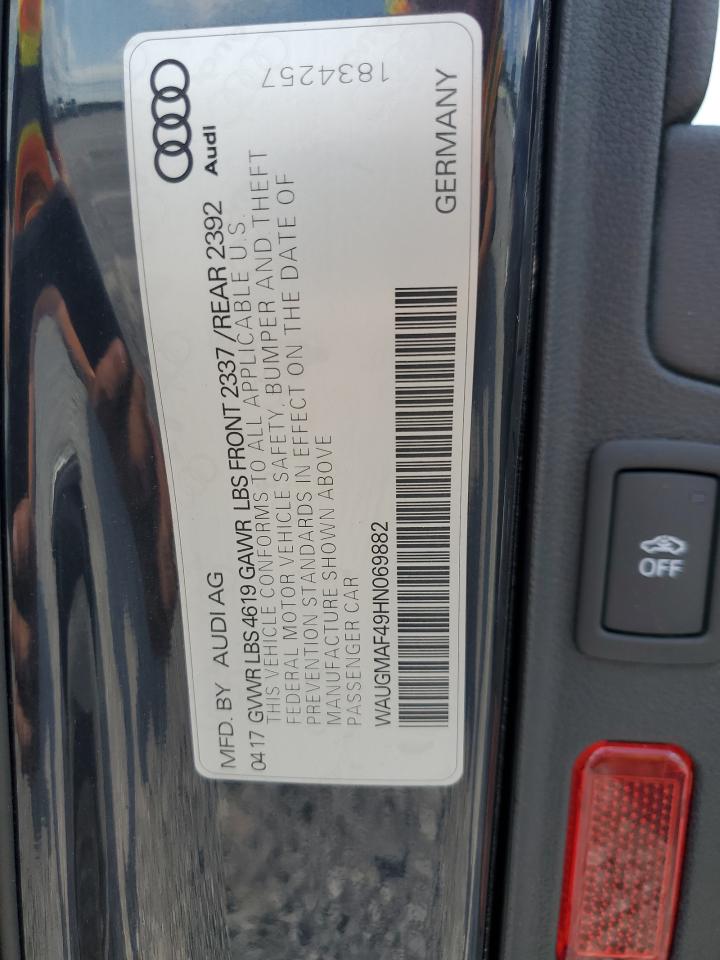 Audi
1834257
MFD. BY AUDI AG
0417 GVWR LBS 4619 GAWR LBS FRONT 2337 /REAR 2392
THIS VEHICLE CONFORMS TO ALL APPLICABLE U.S.
FEDERAL MOTOR VEHICLE SAFETY, BUMPER AND THEFT
PREVENTION STANDARDS IN EFFECT ON THE DATE OF
MANUFACTURE SHOWN ABOVE
PASSENGER CAR
GERMANY
WAUGMAF49HN069882
OFF